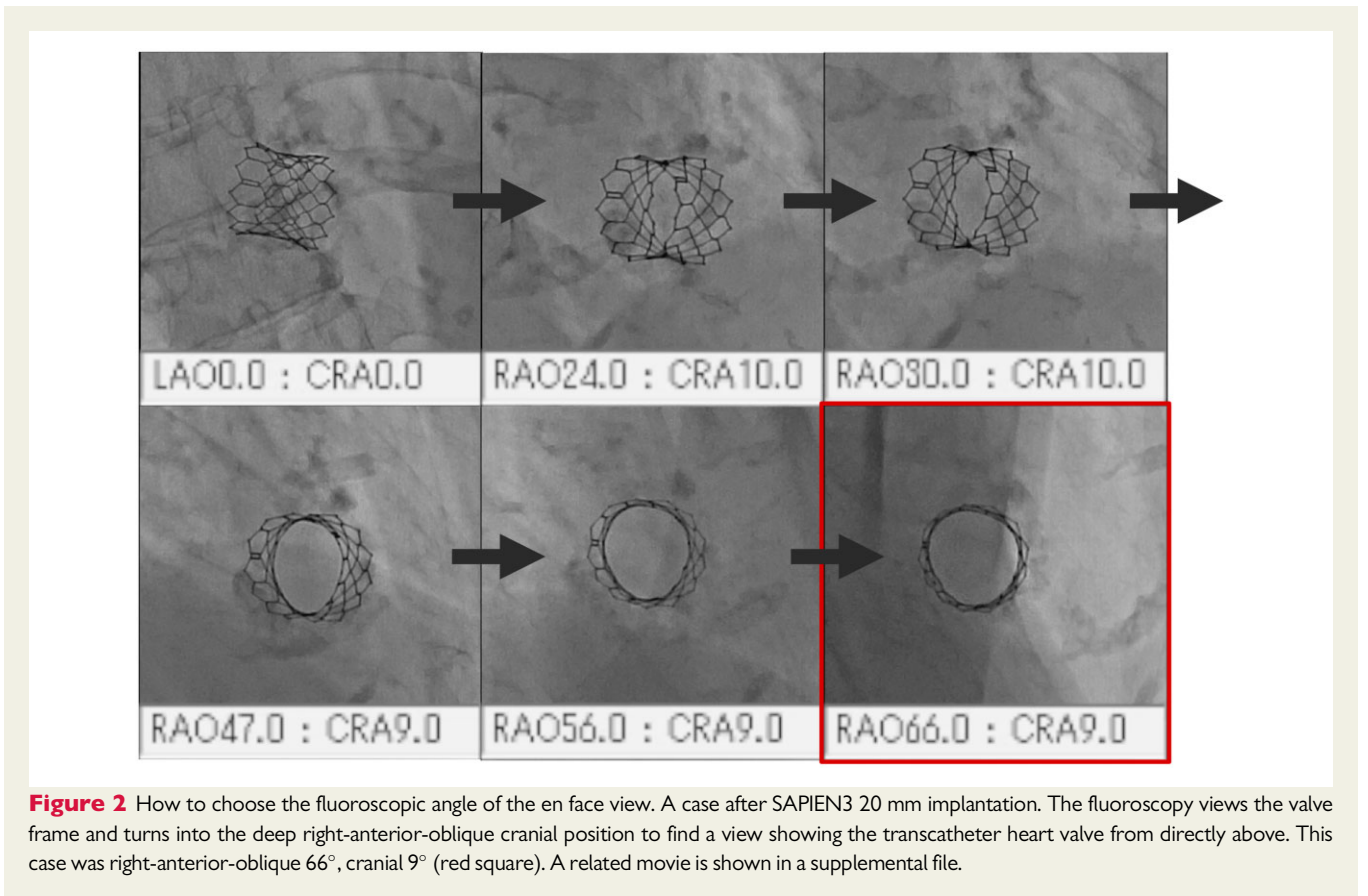 LAO0.0 : CRA0.0
RAO24.0 : CRA10.0
RAO30.0 : CRA10.0
RAO47.0 : CRA9.0
RAO56.0 : CRA9.0
RAO66.0 : CRA9.0
Figure 2 How to choose the fluoroscopic angle of the en face view. A case after SAPIEN3 20 mm implantation. The fluoroscopy views the valve
frame and turns into the deep right-anterior-oblique cranial position to find a view showing the transcatheter heart valve from directly above. This
case was right-anterior-oblique 66°, cranial 9° (red square). A related movie is shown in a supplemental file.